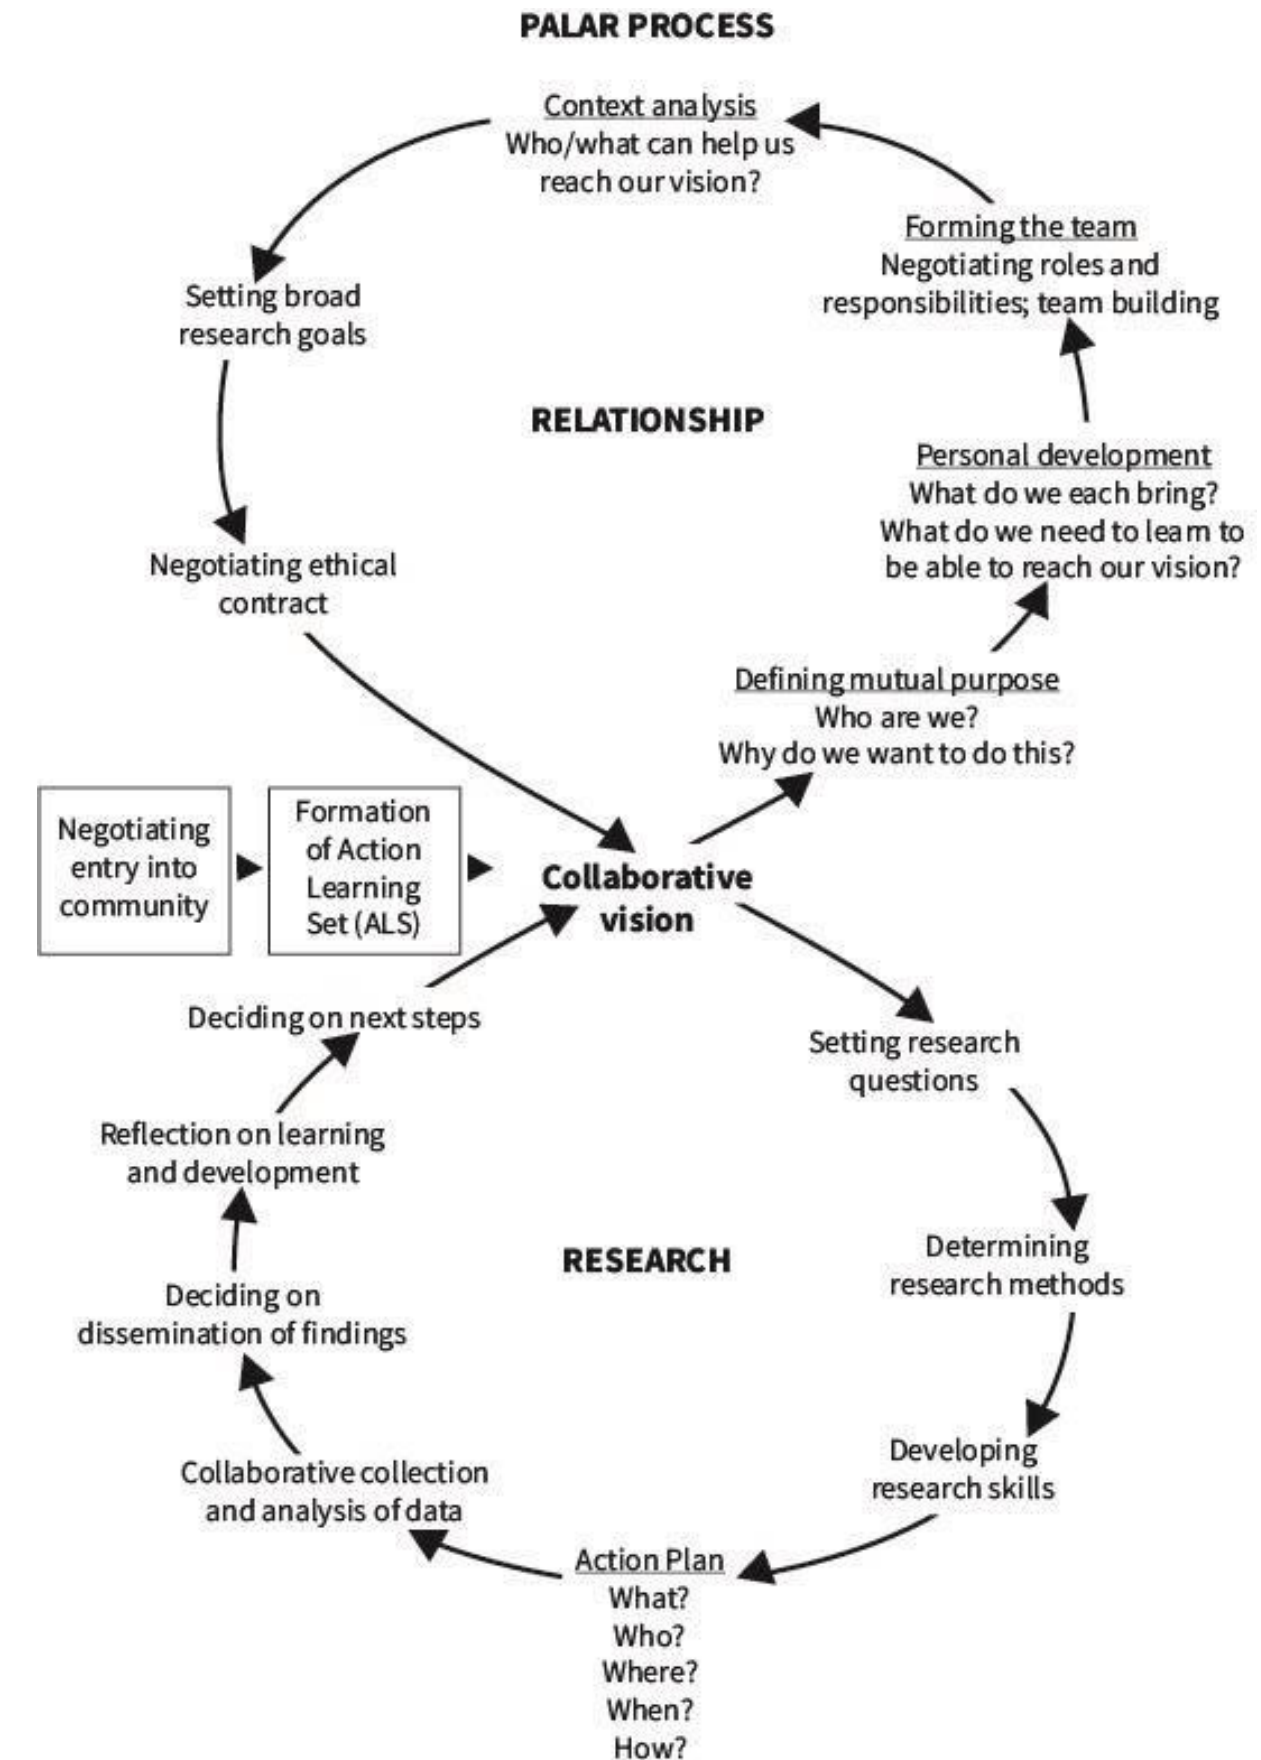 PALAR PROCESS
Context analysis
Who/what can help us
reach our vision?
Forming the team
Negotiating roles and
responsibilities; team building
Setting broad
research goals
RELATIONSHIP
Personal development
What do we each bring?
What do we need to learn to
be able to reach our vision?
Negotiating ethical
contract
Defining mutual purpose
Who are we?
Why do we want to do this?
Negotiating
entry into
community
Formation
of Action
Learning
Set (ALS)
Collaborative
vision
Deciding on next steps
Setting research
questions
Reflection on learning
and development
Determining
research methods
RESEARCH
Deciding on
dissemination of findings
Developing
research skills
Collaborative collection
and analysis of data
Action Plan
What?
Who?
Where?
When?
How?